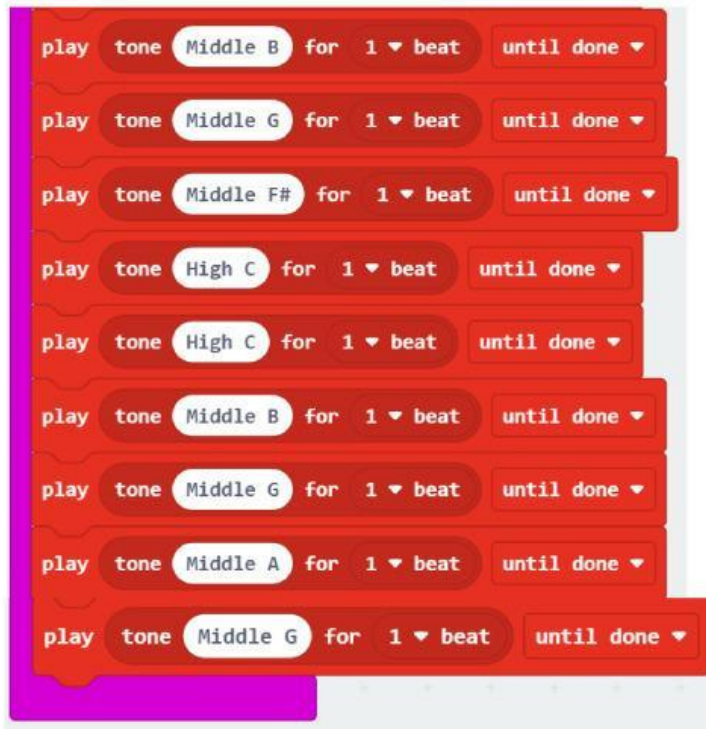 play tone Middle B for 1 beat until done
play tone Middle G for 1 beat until done
play tone Middle F# for 1 beat until done
play tone High C for 1 beat until done
play tone High C for 1 beat until done
play tone Middle B for 1 beat until done
play tone Middle G for 1 beat until done
play tone Middle A for 1 beat until done
play tone Middle G for 1 beat until done